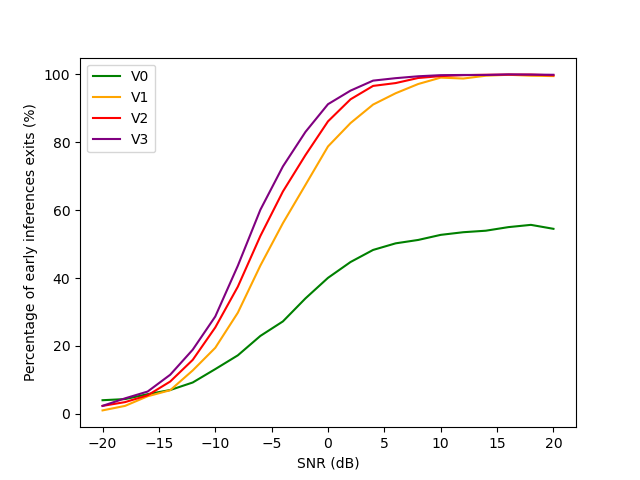 V0
V1
V2
V3
Percentage of early inferences exits (%)
100
80
60
40
20
0
−20 −15 −10 −5 0 5 10 15 20
SNR (dB)